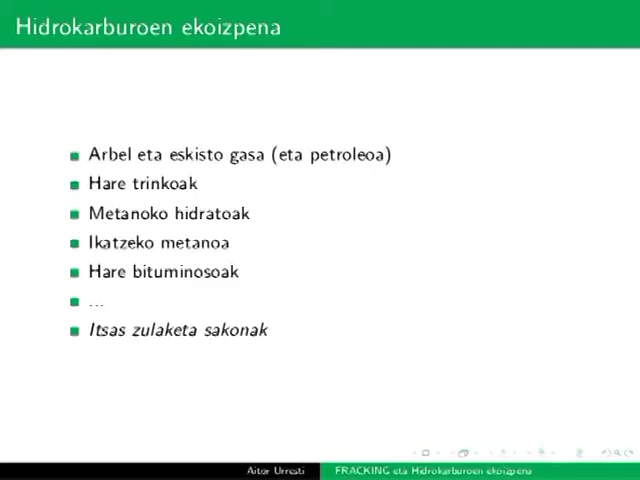 Hidrokarburoen ekoizpena
Arbel eta eskisto gasa (eta petroleoa)
Hare trinkoak
Metanoko hidratoak
Ikatzeko metanoa
Hare bituminosoak
...
Itsas zulaketa sakonak
Aitor Urresti
FRACKING eta Hidrokarburoen ekoizpena